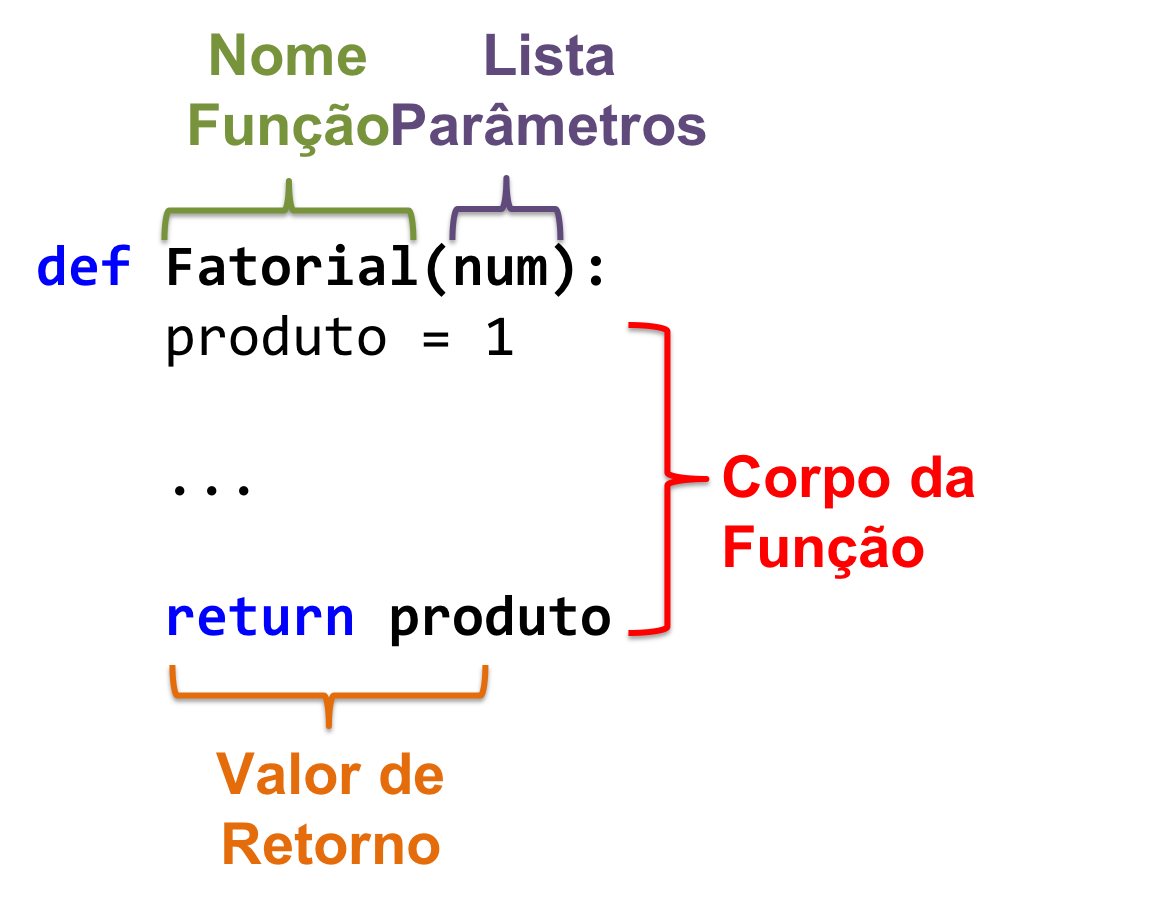 Nome Lista
Função Parâmetros
def Fatorial(num):
produto = 1
...
Corpo da
Função
return produto
Valor de
Retorno